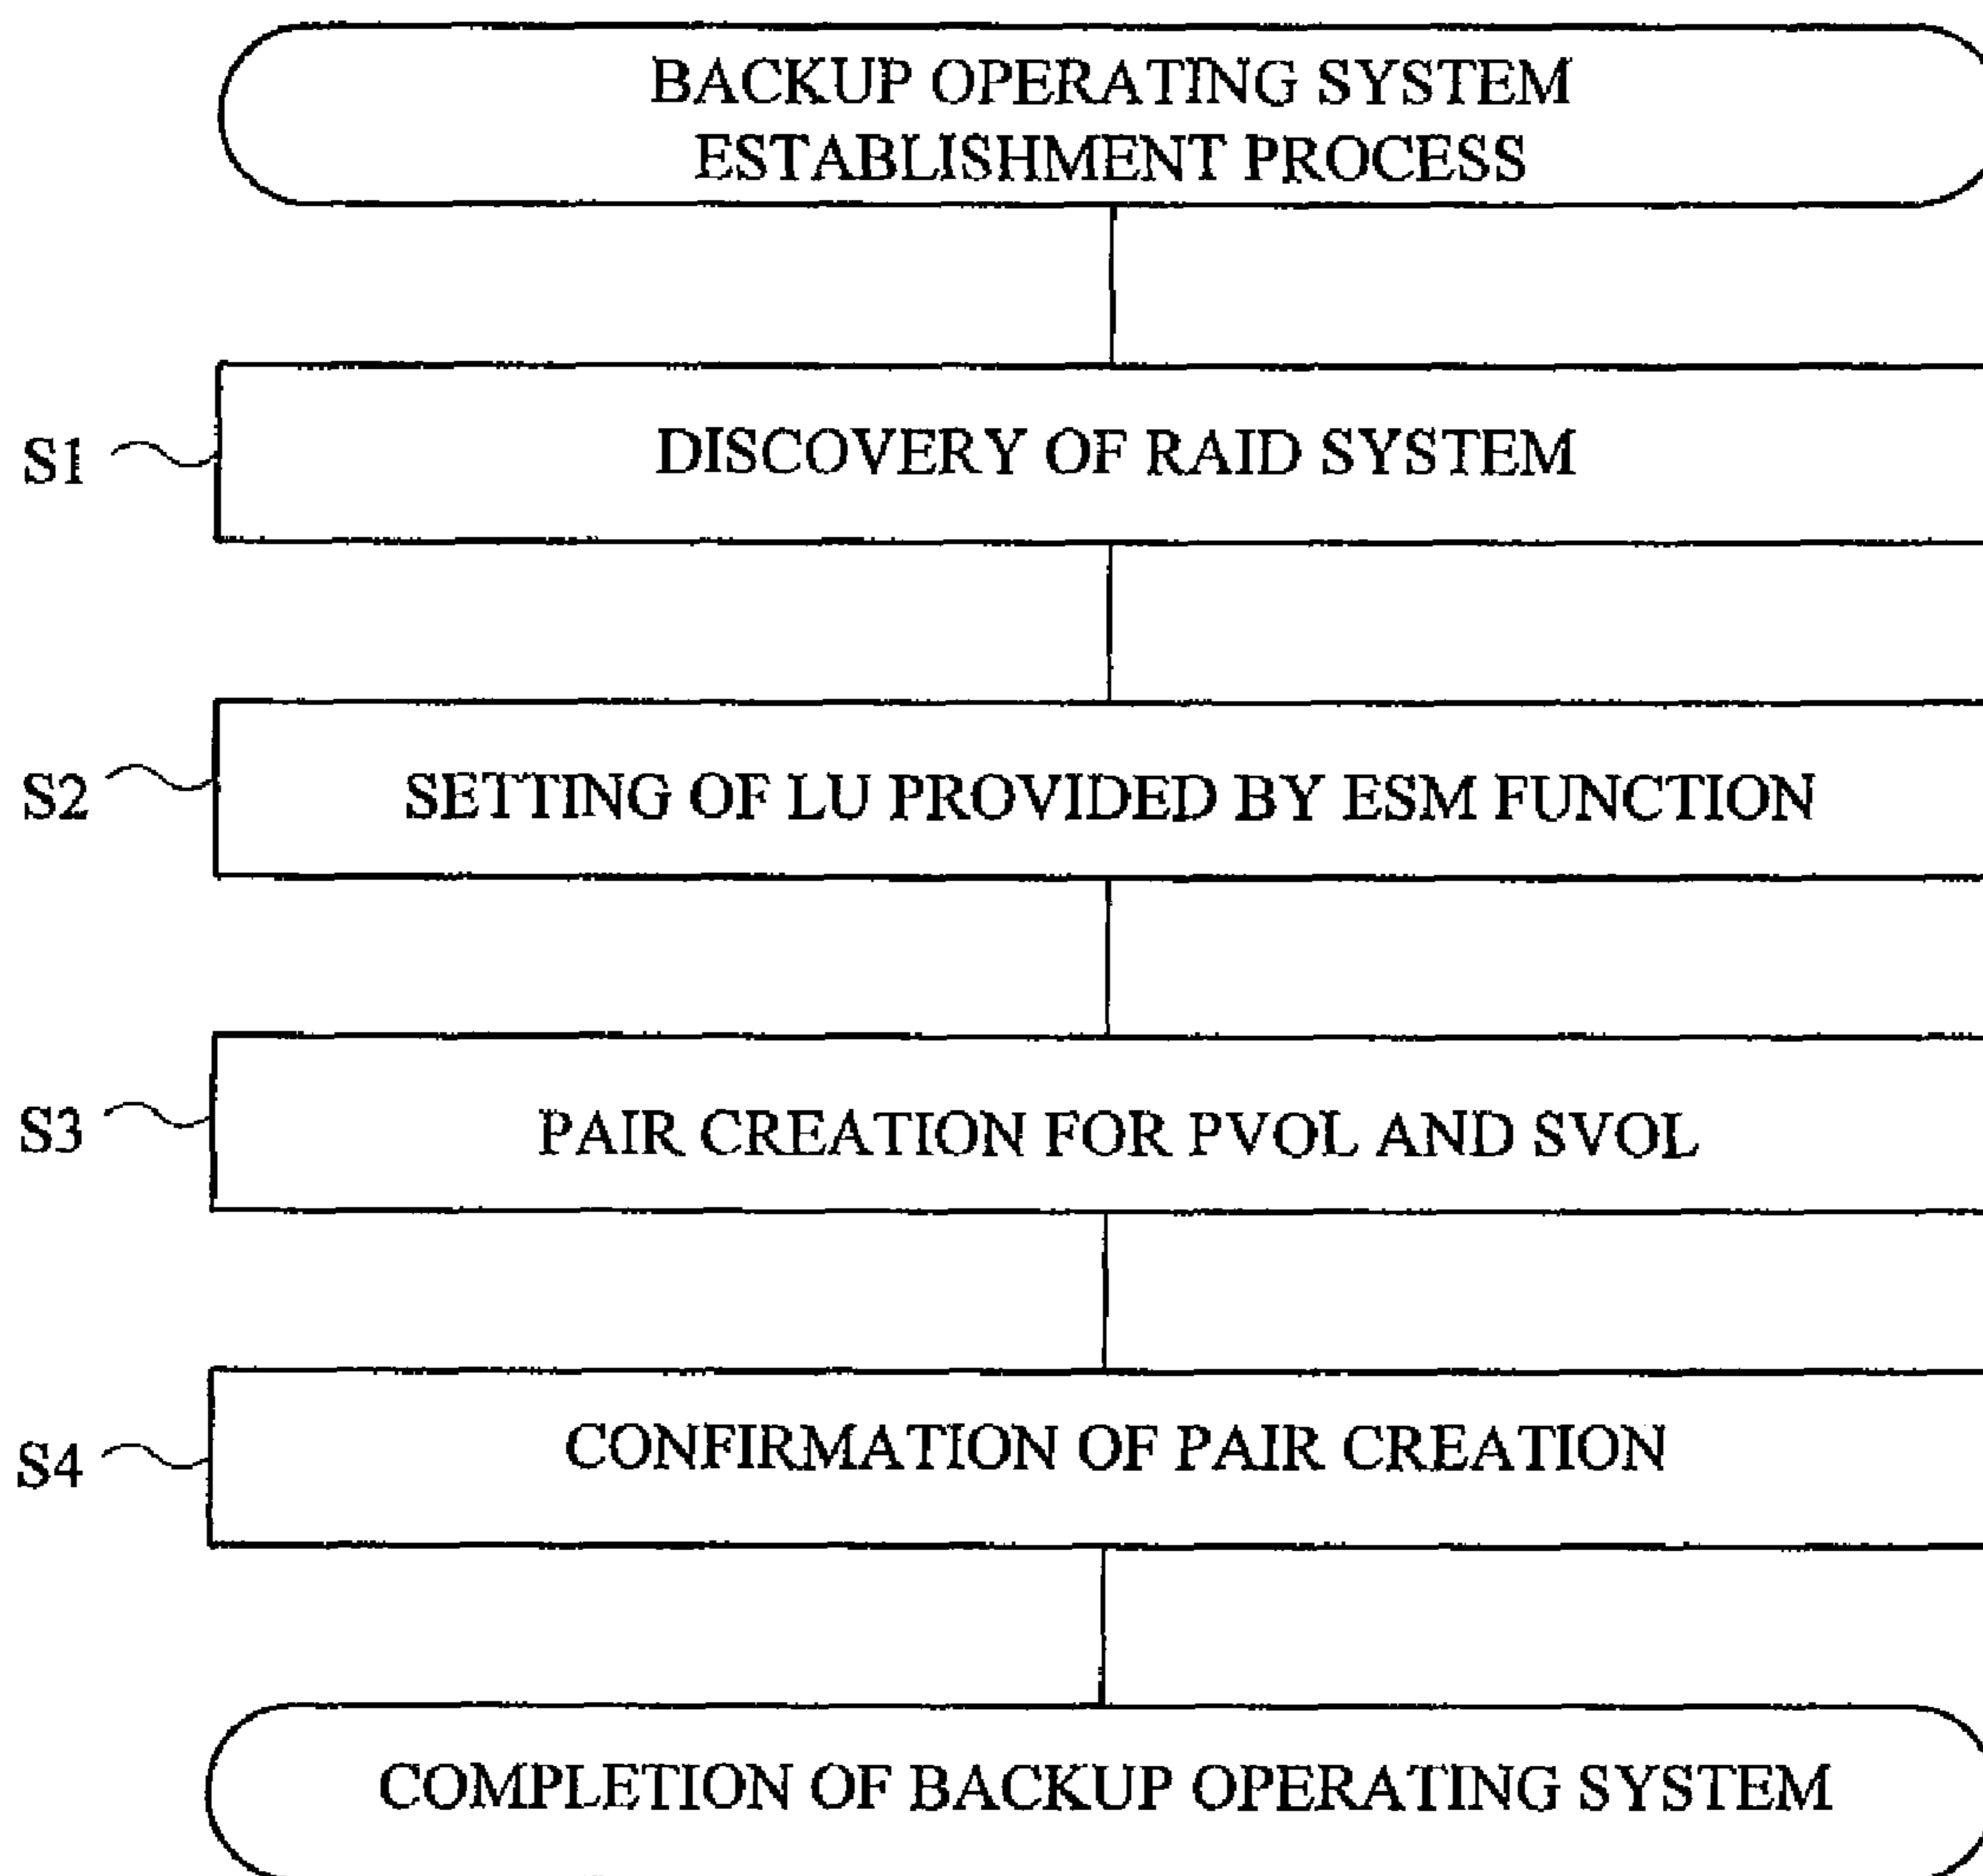 BACKUP OPERATING SYSTEM
ESTABLISHMENT PROCESS
S1
DISCOVERY OF RAID SYSTEM
S2
SETTING OF LU PROVIDED BY ESM FUNCTION
S3
PAIR CREATION FOR PVOL AND SVOL
S4
CONFIRMATION OF PAIR CREATION
COMPLETION OF BACKUP OPERATING SYSTEM